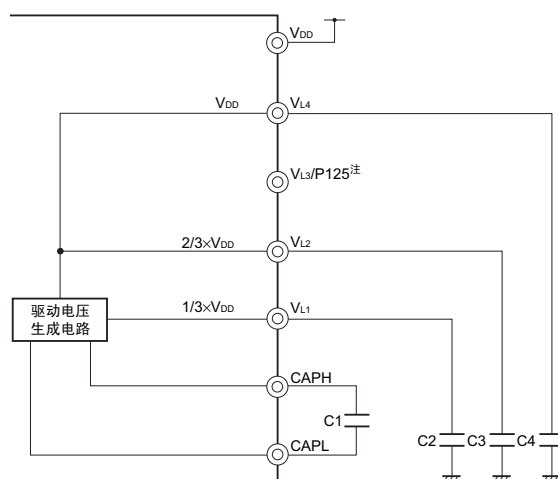 VDD
VDD VL4
VL3/P125注
2/3×VDD VL2
1/3×VDD VL1
驱动电压
生成电路
CAPH
C1
C2 C3 C4
CAPL